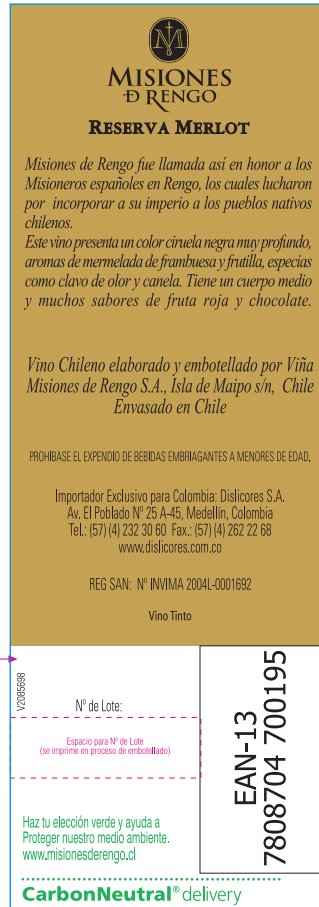 MISIONES
D RENGO
RESERVA MERLOT
Misiones de Rengo fue llamada así en honor a los
Misioneros españoles en Rengo, los cuales lucharon
por incorporar a su imperio a los pueblos nativos
chilenos.
Este vino presenta un color ciruela negra muy profundo,
aromas de mermelada de frambuesa y frutilla, especias
como clavo de olor y canela. Tiene un cuerpo medio
y muchos sabores de fruta roja y chocolate.
Vino Chileno elaborado y embotellado por Viña
Misiones de Rengo S.A., Isla de Maipo s/n, Chile
Envasado en Chile
PROHIBASE EL EXPENDIO DE BEBIDAS EMBRIAGANTES A MENORES DE EDAD.
Importador Exclusivo para Colombia: Dislicores S.A.
Av. El Poblado Nº 25 A-45, Medellín, Colombia
Tel.: (57) (4) 232 30 60 Fax.: (57) (4) 262 22 68
www.dislicores.com.co
REG SAN: Nº INVIMA 2004L-0001692
Vino Tinto
V2085698
Nº de Lote:
Espacio para Nº de Lote
(se imprime en proceso de embotellado)
EAN-13
7808704 700195
Haz tu elección verde y ayuda a
Proteger nuestro medio ambiente.
www.misionesderengo.cl
CarbonNeutral® delivery